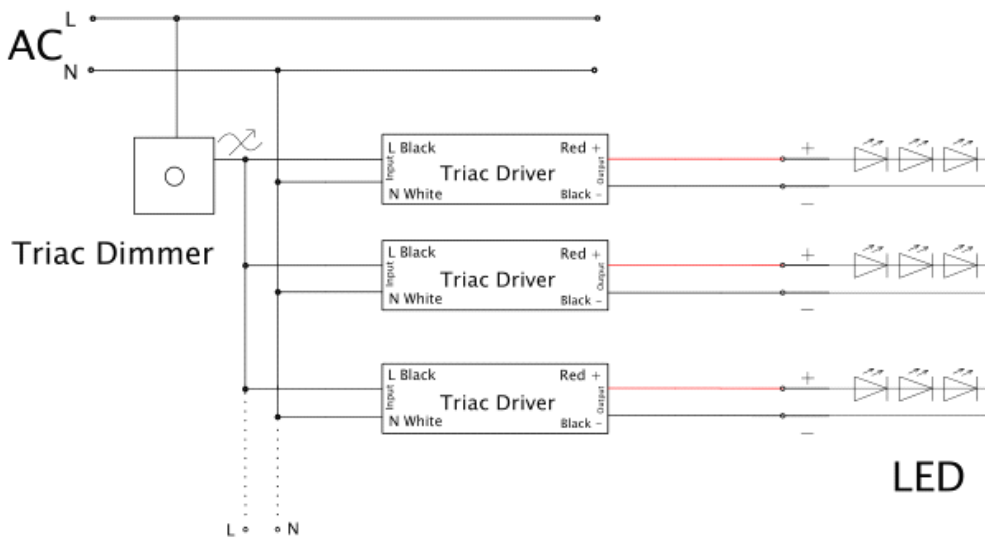 L
AC
N
L Black
Red +
Input
Triac Driver
Output
N White
Black -
Triac Dimmer
L Black
Red +
Input
Triac Driver
Output
N White
Black -
L Black
Red +
Input
Triac Driver
Output
N White
Black -
+
−
+
−
+
−
LED
L
N